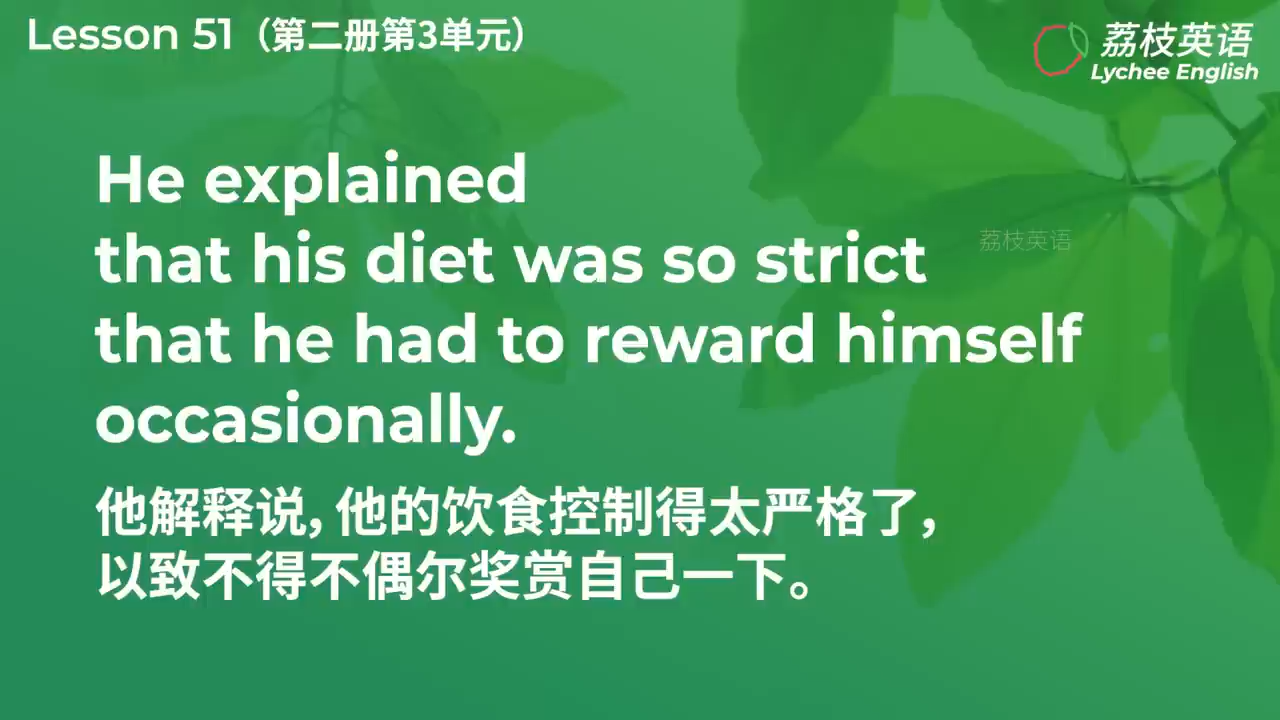 Lesson 51（第二册第3单元）
荔枝英语
Lychee English
He explained
that his diet was so strict
荔枝英语
that he had to reward himself
occasionally.
他解释说，他的饮食控制得太严格了，
以致不得不偶尔奖赏自己一下。